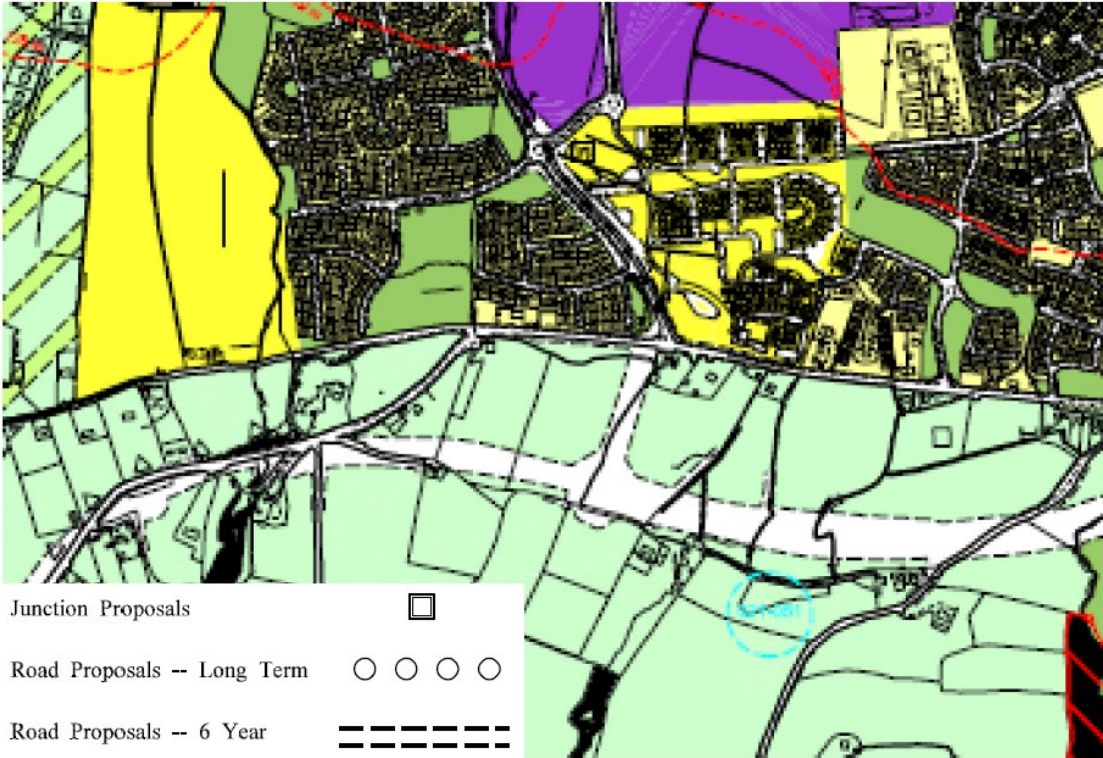 Junction Proposals
Road Proposals -- Long Term
Road Proposals -- 6 Year